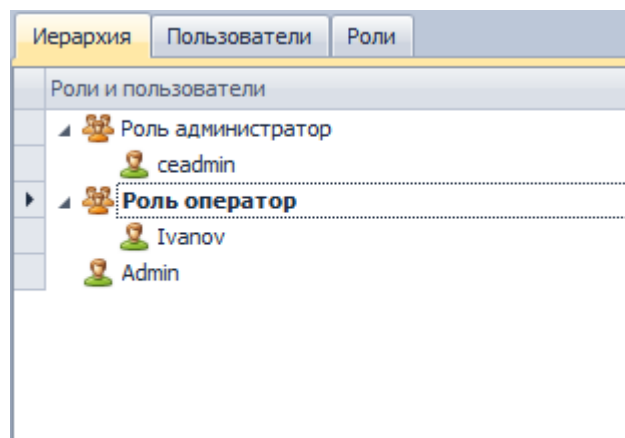 Иерархия Пользователи Роли
Роли и пользователи
Роль администратор
ceadmin
Роль оператор
Ivanov
Admin